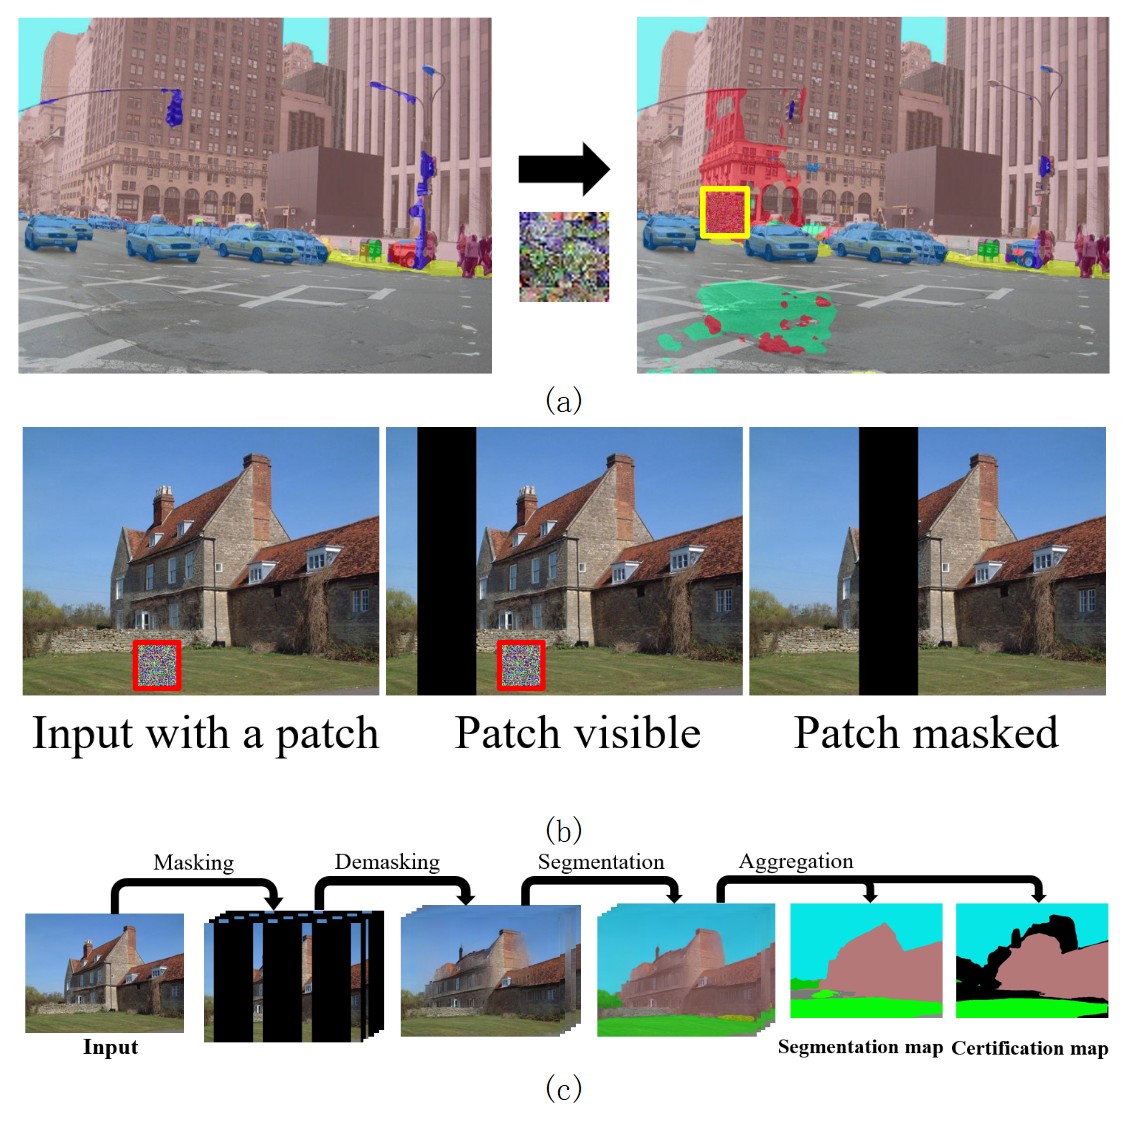 (a)
Input with a patch Patch visible Patch masked
(b)
Masking Demasking Segmentation Aggregation
Input
Segmentation map Certification map
(c)